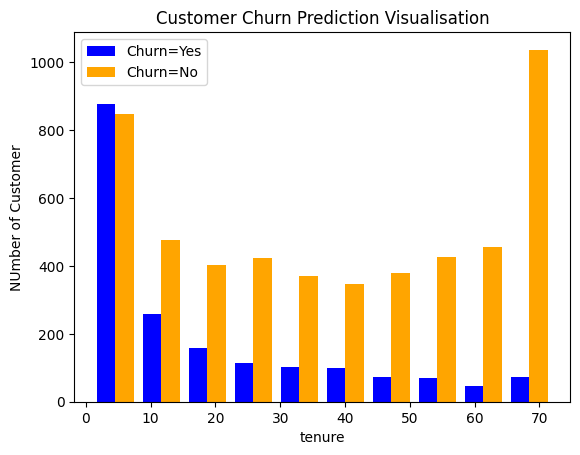 Customer Churn Prediction Visualisation
Churn=Yes
Churn=No
NUmber of Customer
1000
800
600
400
200
0
0 10 20 30 40 50 60 70
tenure